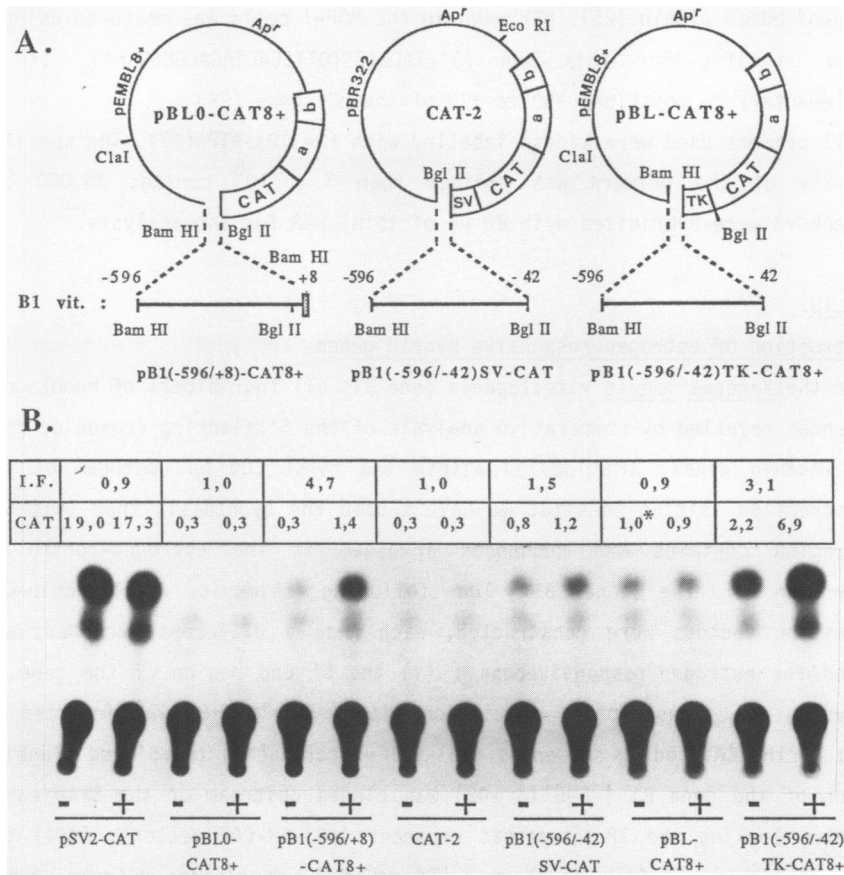 A.
Apʳ
Apʳ
Apʳ
Eco RI
pEMBL8+
pBR322
pEMBL8+
pBL0-CAT8+
CAT-2
pBL-CAT8+
b
a
CAT
b
a
CAT
SV
b
a
CAT
TK
ClaI
ClaI
Bam HI
Bgl II
Bgl II
Bam HI
Bgl II
Bam HI
-596
+8
-596
-42
-596
-42
B1 vit. :
Bam HI
Bgl II
Bam HI
Bgl II
Bam HI
Bgl II
pB1(-596/+8)-CAT8+
pB1(-596/-42)SV-CAT
pB1(-596/-42)TK-CAT8+
B.
I.F. 0,9 1,0 4,7 1,0 1,5 0,9 3,1
CAT 19,0 17,3 0,3 0,3 0,3 1,4 0,3 0,3 0,8 1,2 1,0* 0,9 2,2 6,9
- + - + - + - + - + - + - +
pSV2-CAT pBL0- pB1(-596/+8) CAT-2 pB1(-596/-42) pBL- pB1(-596/-42)
CAT8+ -CAT8+ SV-CAT CAT8+ TK-CAT8+